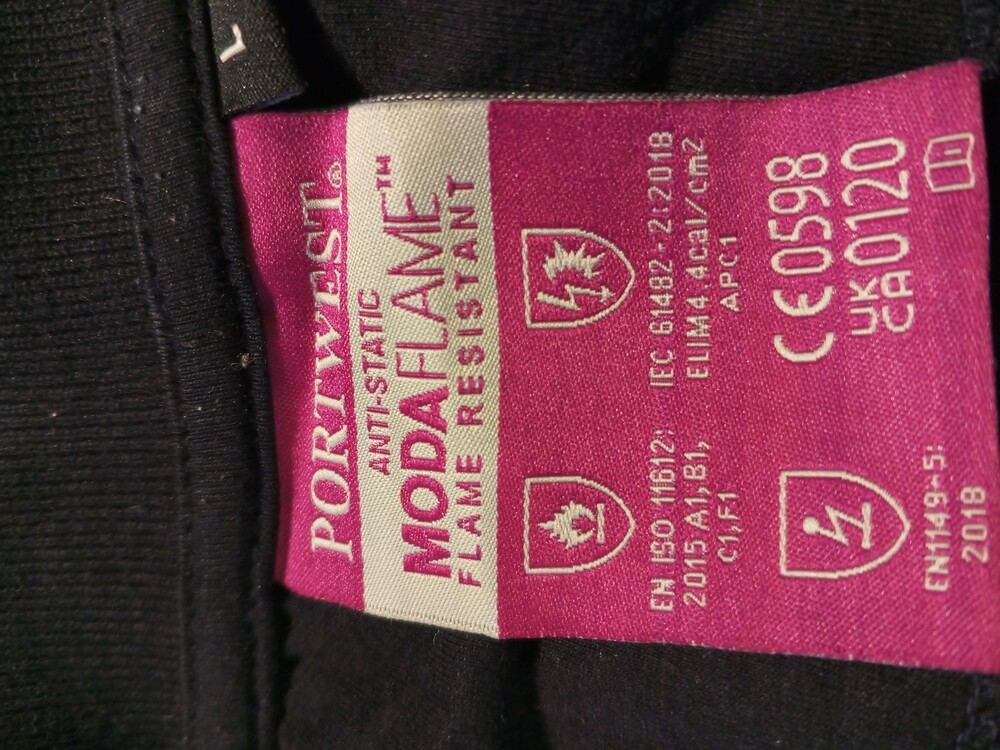 L
PORTWEST®
ANTI-STATIC
MODAFLAME™
FLAME RESISTANT
EN ISO 11612:
2015 A1,B1,
C1,F1
IEC 61482-2:2018
ELIM4.4cal/cm2
APC1
EN1149-5:
2018
CE0598
UK
CA0120